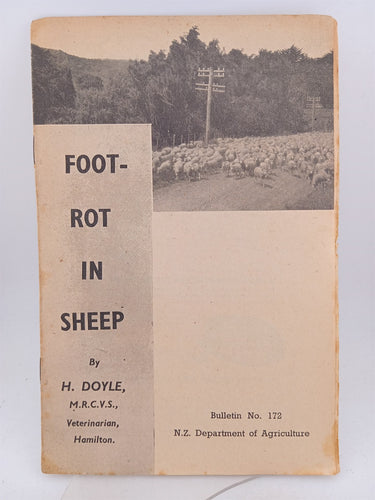 FOOT-
ROT
IN
SHEEP
By
H. DOYLE,
M.R.C.V.S.,
Veterinarian,
Hamilton.
Bulletin No. 172
N.Z. Department of Agriculture